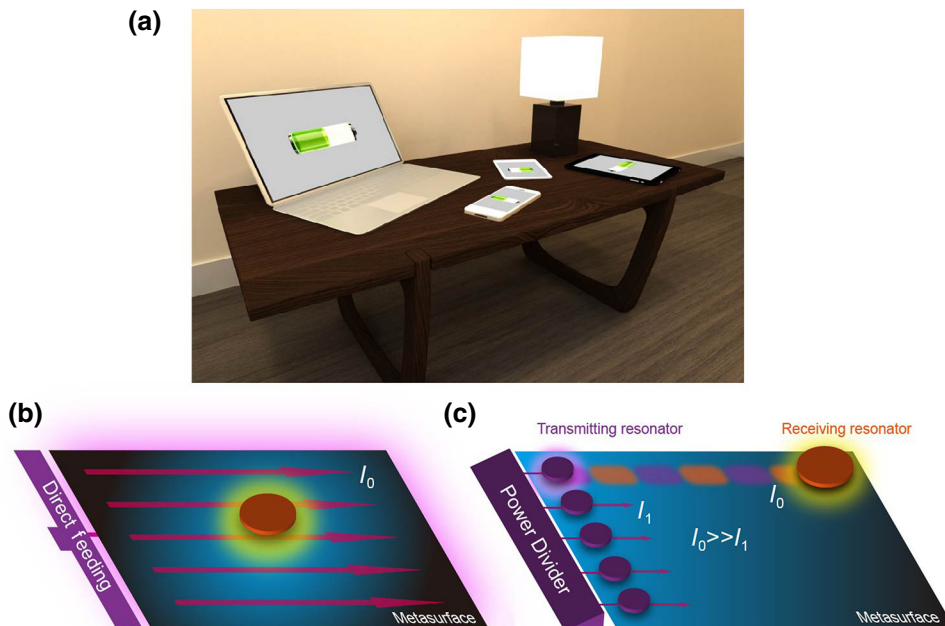 (a)
(b)
Direct feeding
I0
Metasurface
(c)
Transmitting resonator
Receiving resonator
Power Divider
I0
I1
I0>>I1
Metasurface